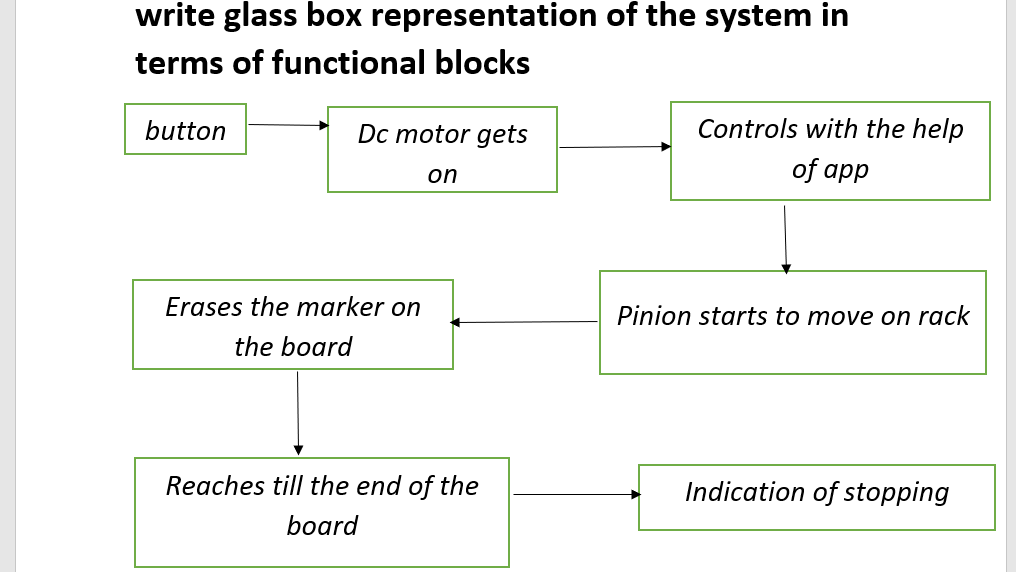 write glass box representation of the system in
terms of functional blocks
button
Dc motor gets
on
Controls with the help
of app
Pinion starts to move on rack
Erases the marker on
the board
Reaches till the end of the
board
Indication of stopping